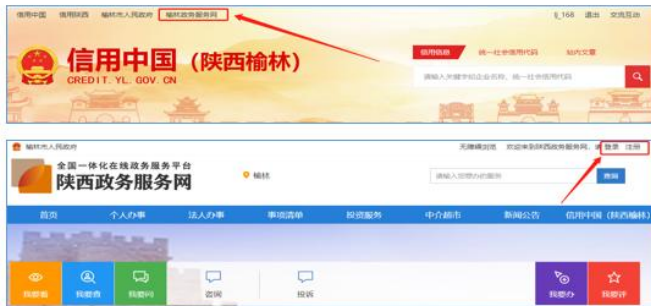 信用中国 信用陕西 榆林市人民政府 榆林政务服务网 lj_168 退出 交流互动
信用中国（陕西榆林）
CREDIT. YL. GOV. CN
信用信息 统一社会信用代码 站内文章
请输入关键字如企业名称、统一社会信用代码
榆林市人民政府 无障碍浏览 欢迎来到陕西政务服务网，请 登录 注册
全国一体化在线政务服务平台
陕西政务服务网
榆林
请输入您想办的服务 查询
首页 个人办事 法人办事 事项清单 投资服务 中介超市 新闻公告 信用中国（陕西榆林）
我要看 我要查 我要问 咨询 投诉 我要办 我要评